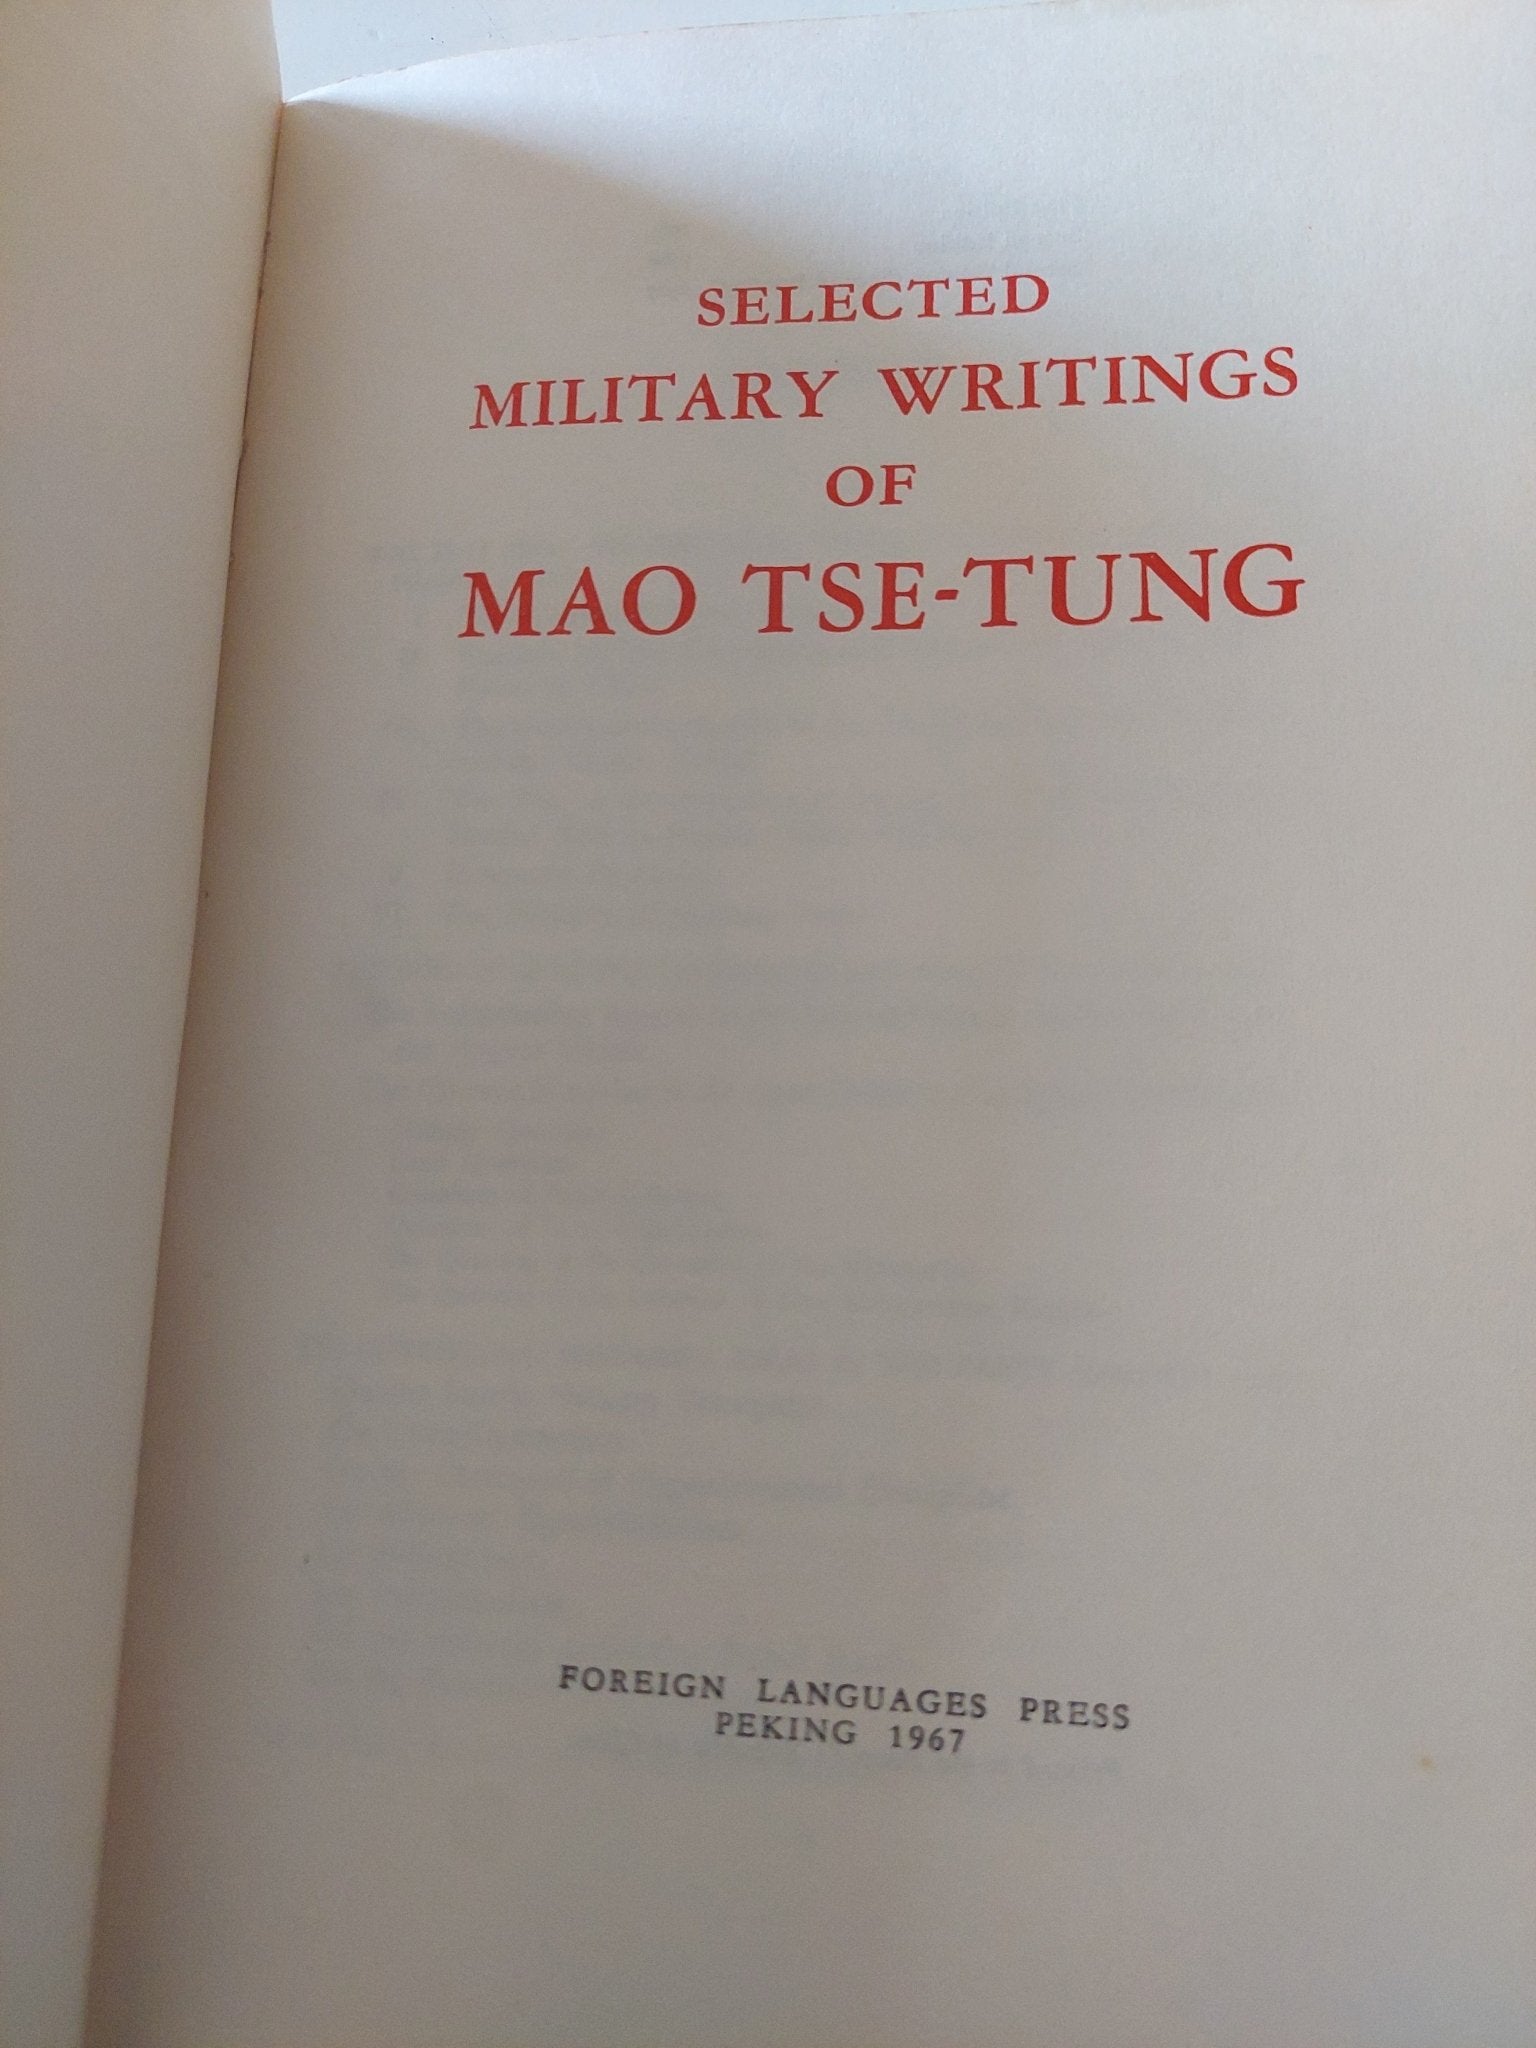 SELECTED
MILITARY WRITINGS
OF
MAO TSE-TUNG
FOREIGN LANGUAGES PRESS
PEKING 1967